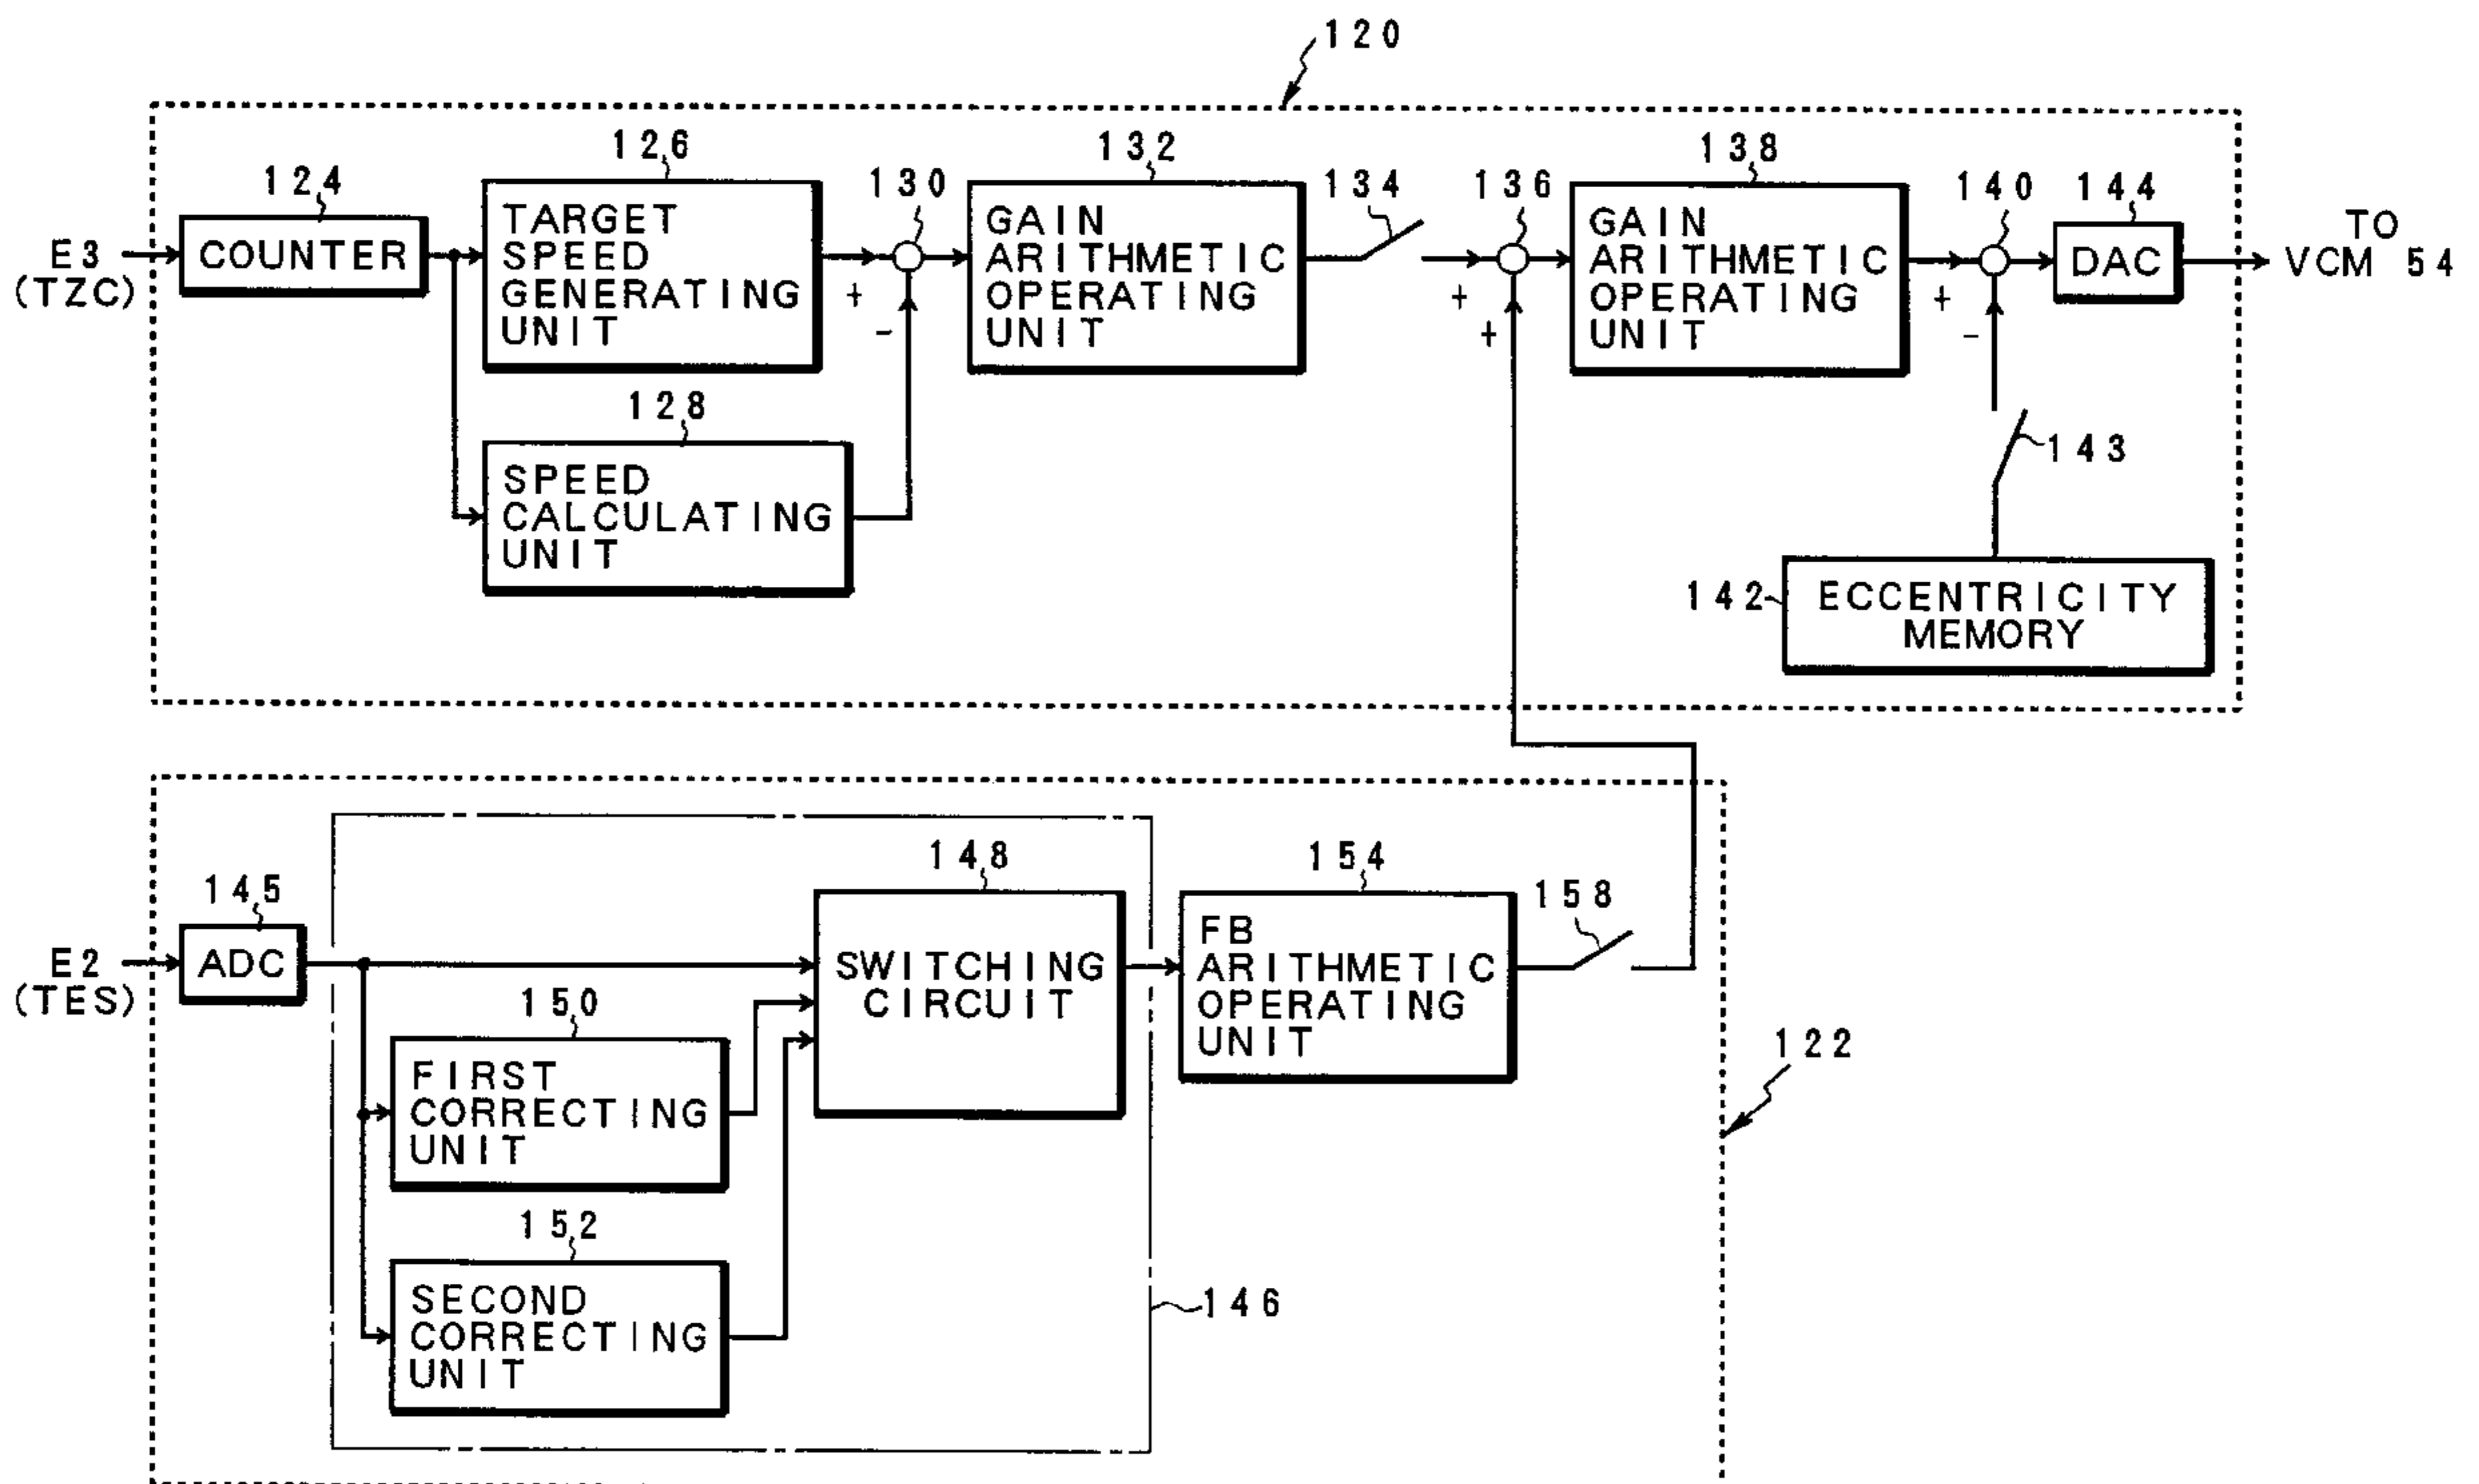 120
126
132
138
124
130
134
136
140
144
E3
(TZC)
COUNTER
TARGET
SPEED
GENERATING
UNIT
+
-
GAIN
ARITHMETIC
OPERATING
UNIT
+
+
GAIN
ARITHMETIC
OPERATING
UNIT
+
-
DAC
TO
VCM 54
128
SPEED
CALCULATING
UNIT
143
142
ECCENTRICITY
MEMORY
145
148
154
158
E2
(TES)
ADC
SWITCHING
CIRCUIT
FB
ARITHMETIC
OPERATING
UNIT
150
FIRST
CORRECTING
UNIT
122
152
SECOND
CORRECTING
UNIT
146